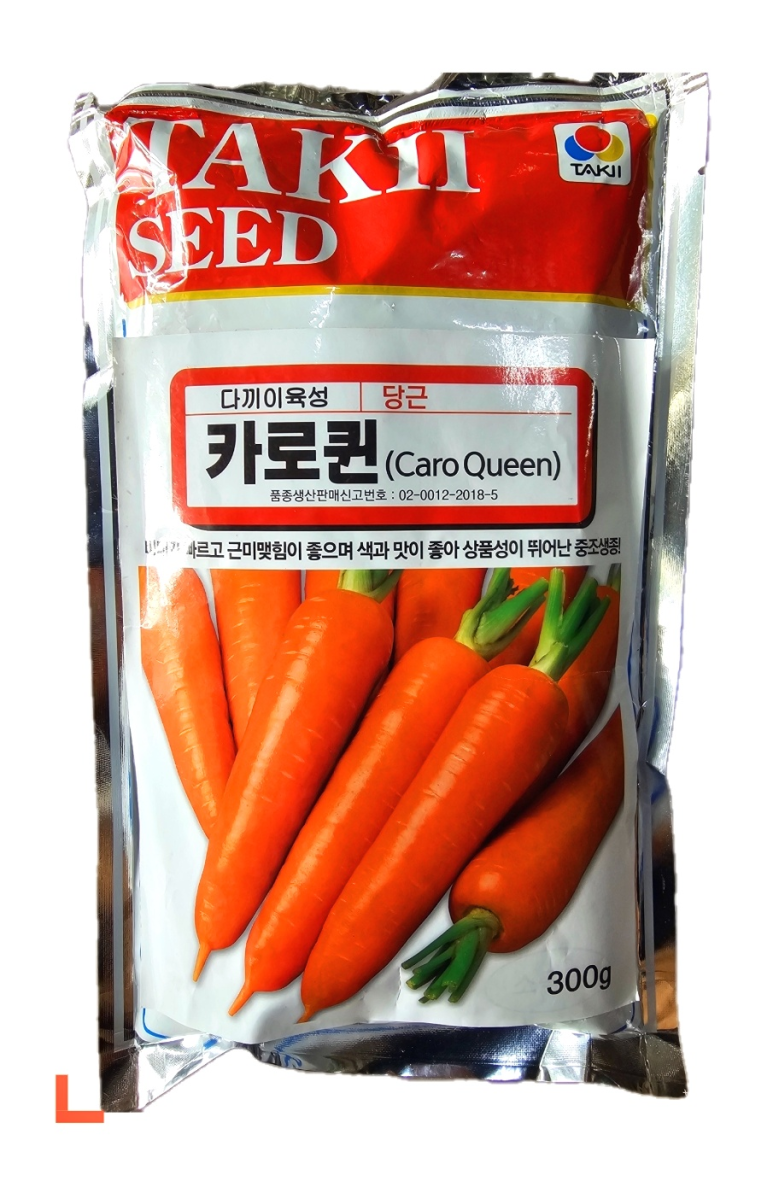 TAKII
SEED
TAKII
다끼이육성 당근
카로퀸 (Caro Queen)
품종생산판매신고번호 : 02-0012-2018-5
빠르고 근미맺힘이 좋으며 색과 맛이 좋아 상품성이 뛰어난 중조생종!
300g